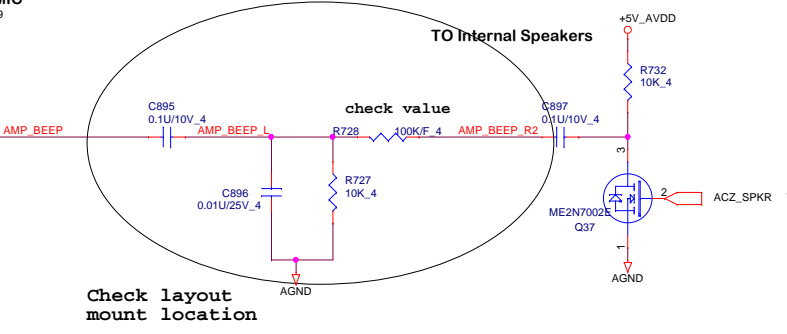 +5V_AVDD
TO Internal Speakers
R732
10K_4
C895
0.1U/10V_4
check value
C897
0.1U/10V_4
AMP_BEEP
AMP_BEEP_L
R728
100K/F_4
AMP_BEEP_R2
3
R727
10K_4
C896
0.01U/25V_4
2
ACZ_SPKR
ME2N7002E
Q37
1
AGND
AGND
Check layout
mount location